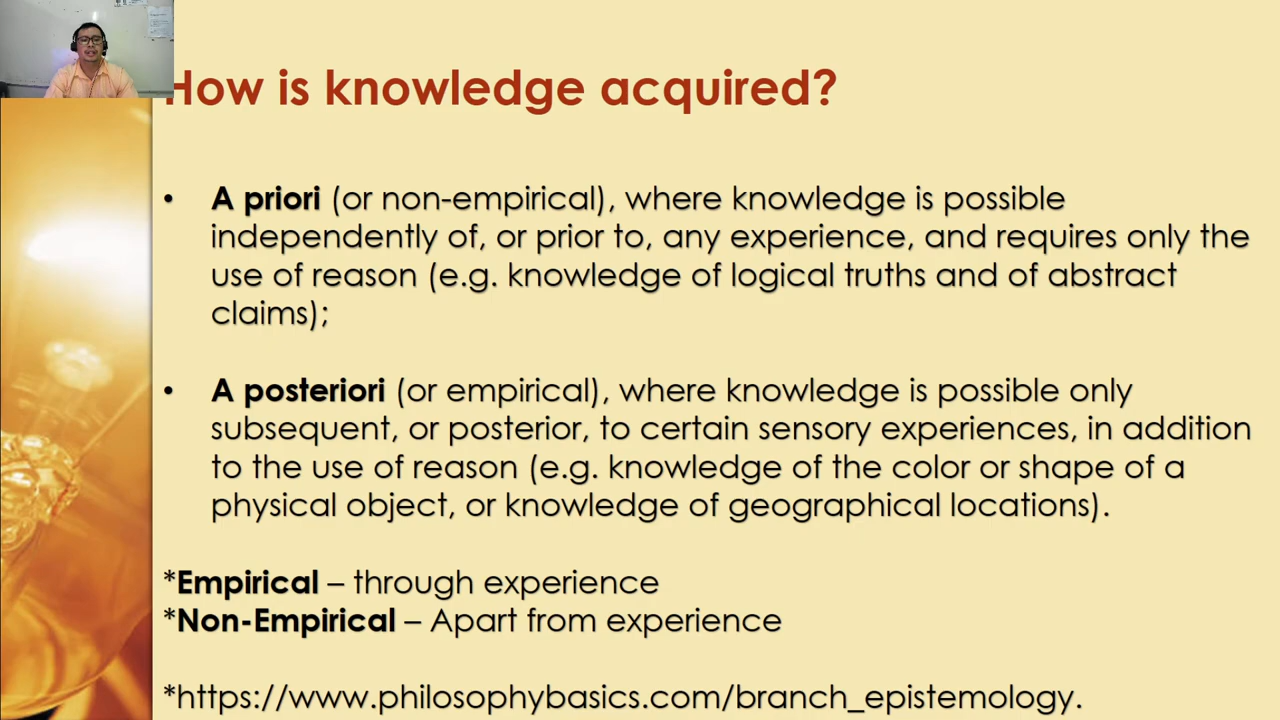 How is knowledge acquired?
• A priori (or non-empirical), where knowledge is possible
independently of, or prior to, any experience, and requires only the
use of reason (e.g. knowledge of logical truths and of abstract
claims);
• A posteriori (or empirical), where knowledge is possible only
subsequent, or posterior, to certain sensory experiences, in addition
to the use of reason (e.g. knowledge of the color or shape of a
physical object, or knowledge of geographical locations).
*Empirical – through experience
*Non-Empirical – Apart from experience
*https://www.philosophybasics.com/branch_epistemology.